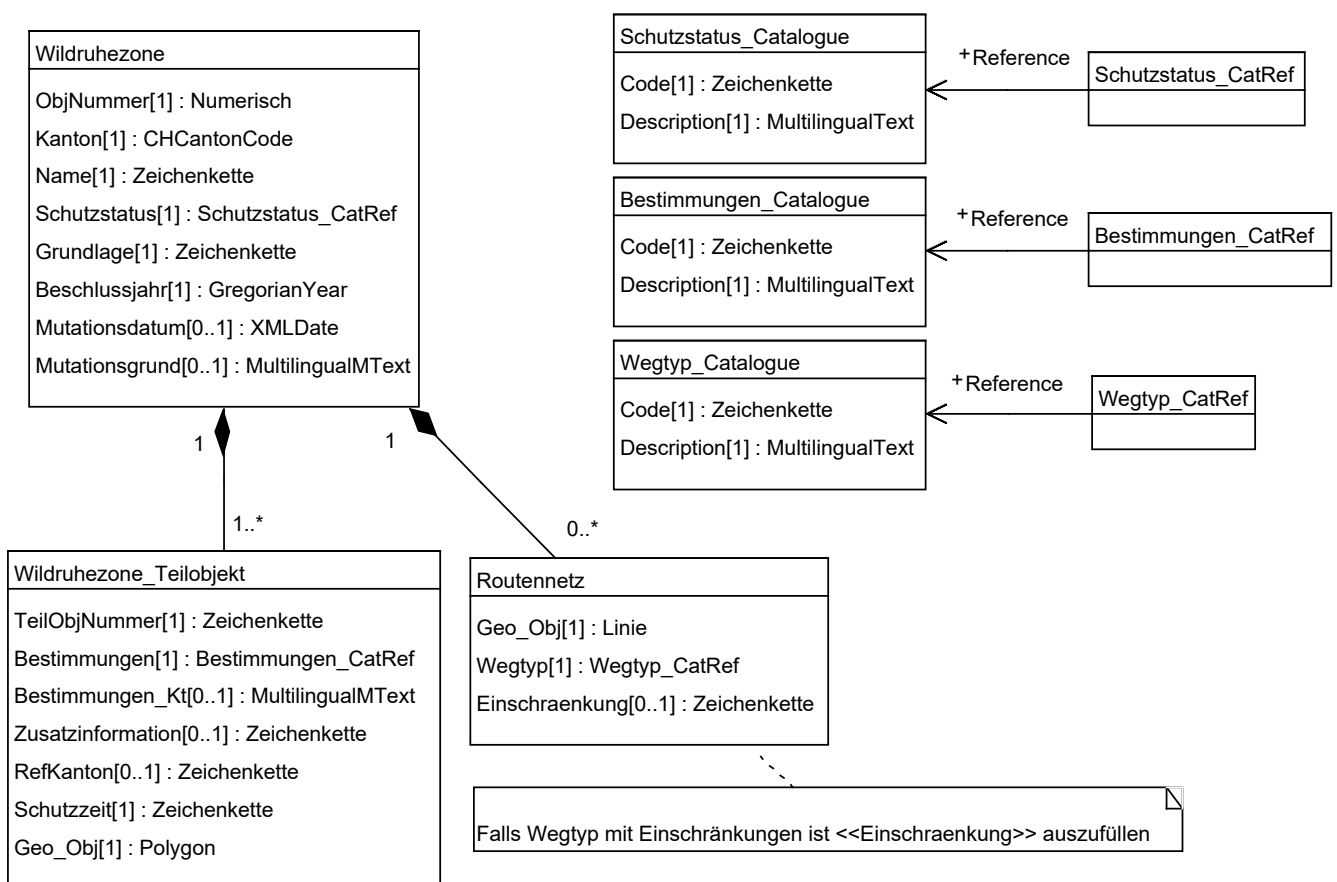 Wildruhezone
ObjNummer[1] : Numerisch
Kanton[1] : CHCantonCode
Name[1] : Zeichenkette
Schutzstatus[1] : Schutzstatus_CatRef
Grundlage[1] : Zeichenkette
Beschlussjahr[1] : GregorianYear
Mutationsdatum[0..1] : XMLDate
Mutationsgrund[0..1] : MultilingualMText
1
1
1..*
0..*
Wildruhezone_Teilobjekt
TeilObjNummer[1] : Zeichenkette
Bestimmungen[1] : Bestimmungen_CatRef
Bestimmungen_Kt[0..1] : MultilingualMText
Zusatzinformation[0..1] : Zeichenkette
RefKanton[0..1] : Zeichenkette
Schutzzeit[1] : Zeichenkette
Geo_Obj[1] : Polygon
Routennetz
Geo_Obj[1] : Linie
Wegtyp[1] : Wegtyp_CatRef
Einschraenkung[0..1] : Zeichenkette
Falls Wegtyp mit Einschränkungen ist <<Einschraenkung>> auszufüllen
Schutzstatus_Catalogue
Code[1] : Zeichenkette
Description[1] : MultilingualText
+Reference
Schutzstatus_CatRef
Bestimmungen_Catalogue
Code[1] : Zeichenkette
Description[1] : MultilingualText
+Reference
Bestimmungen_CatRef
Wegtyp_Catalogue
Code[1] : Zeichenkette
Description[1] : MultilingualText
+Reference
Wegtyp_CatRef